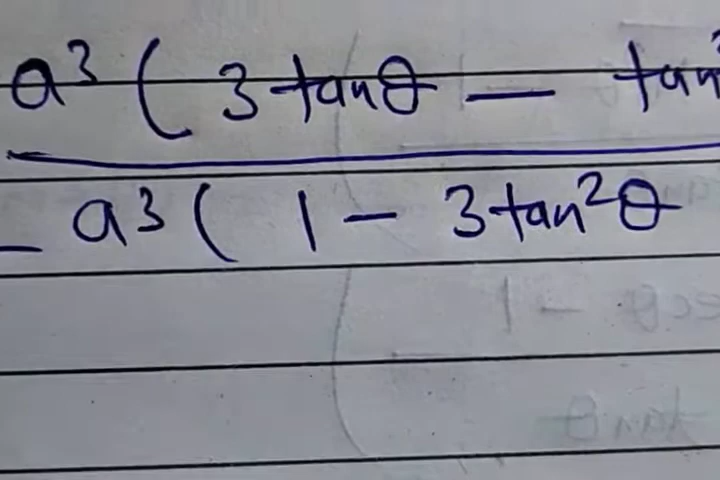 a³ ( 3 tanθ — tan
— a³ ( 1 — 3 tan²θ